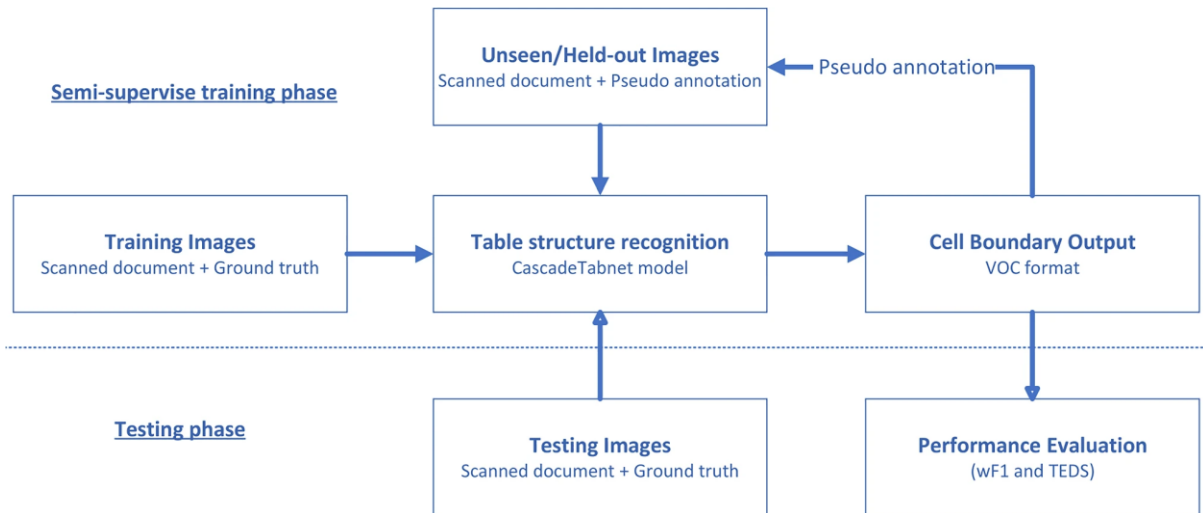 Unseen/Held-out Images
Scanned document + Pseudo annotation
Pseudo annotation
Semi-supervise training phase
Training Images
Scanned document + Ground truth
Table structure recognition
CascadeTabnet model
Cell Boundary Output
VOC format
Testing phase
Testing Images
Scanned document + Ground truth
Performance Evaluation
(wF1 and TEDS)